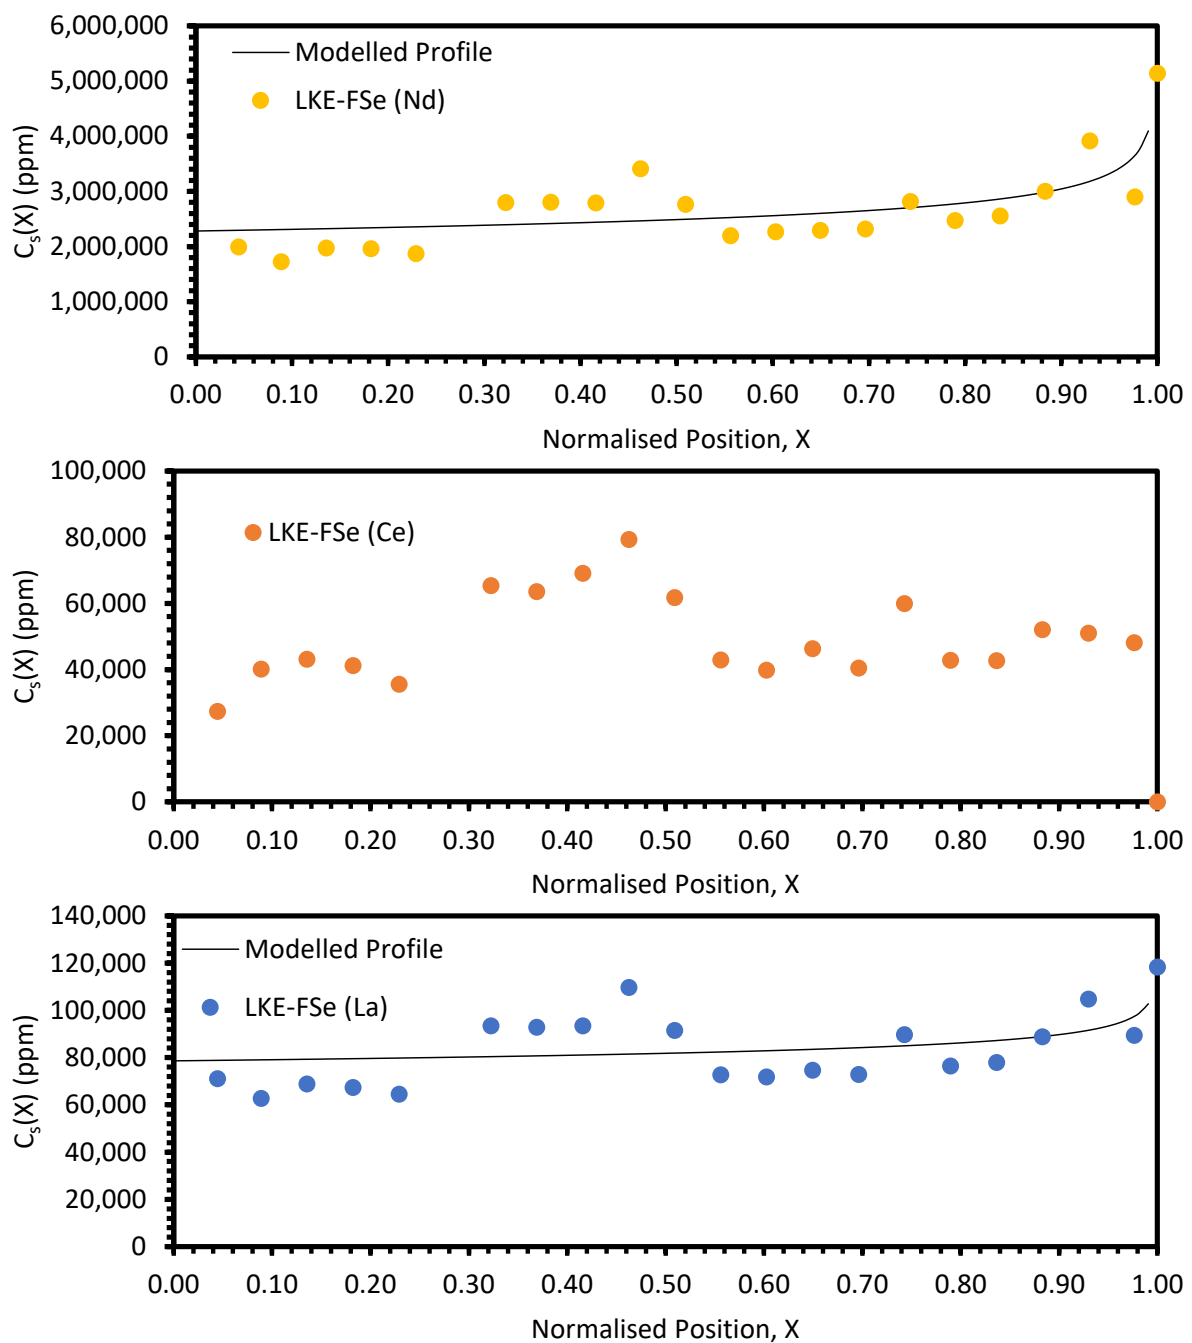 6,000,000
Modelled Profile
5,000,000
LKE-FSe (Nd)
4,000,000
3,000,000
2,000,000
1,000,000
0
Cs(X) (ppm)
0.00 0.10 0.20 0.30 0.40 0.50 0.60 0.70 0.80 0.90 1.00
Normalised Position, X
100,000
80,000
LKE-FSe (Ce)
60,000
40,000
20,000
0
Cs(X) (ppm)
0.00 0.10 0.20 0.30 0.40 0.50 0.60 0.70 0.80 0.90 1.00
Normalised Position, X
140,000
Modelled Profile
120,000
LKE-FSe (La)
100,000
80,000
60,000
40,000
20,000
0
Cs(X) (ppm)
0.00 0.10 0.20 0.30 0.40 0.50 0.60 0.70 0.80 0.90 1.00
Normalised Position, X